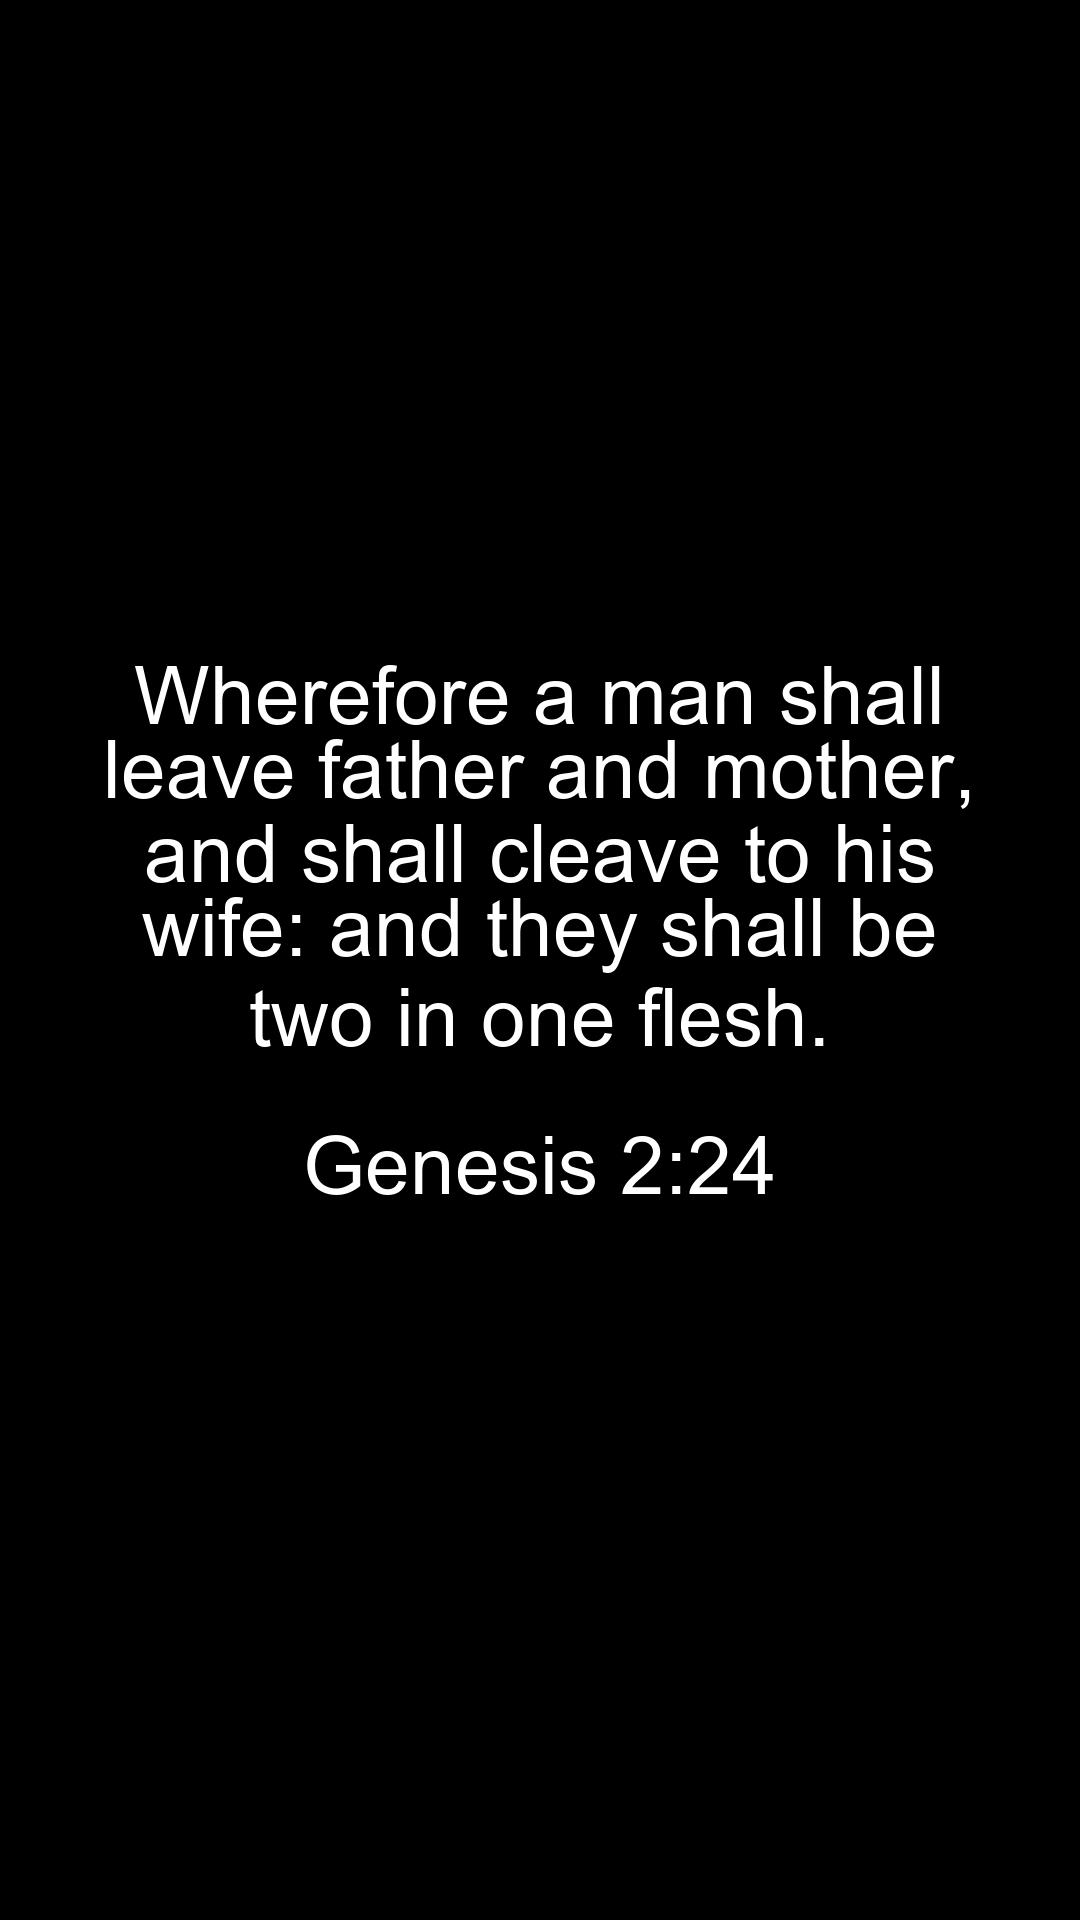 Wherefore a man shall
leave father and mother,
and shall cleave to his
wife: and they shall be
two in one flesh.
Genesis 2:24